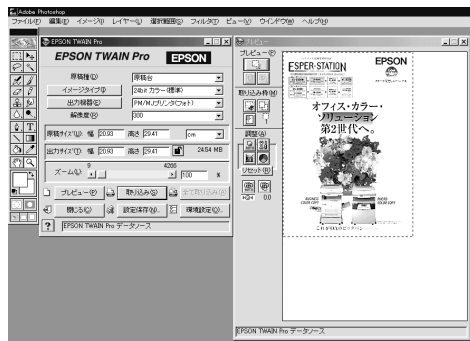 Adobe Photoshop
ファイル(F) 編集(E) イメージ(I) レイヤー(L) 選択範囲(S) フィルタ(T) ビュー(V) ウインドウ(W) ヘルプ(H)
EPSON TWAIN Pro
EPSON TWAIN Pro
EPSON
原稿種(O) 原稿台
イメージタイプ(I) 24bit カラー(標準)
出力機器(E) PM/MJプリンタ(フォト)
解像度(R) 300
原稿サイズ(U): 幅 20.93 高さ 29.41 cm
出力サイズ(T): 幅 20.93 高さ 29.41 24.54 MB
9 4266
ズーム(L) 100 %
プレビュー(P) 取り込み(S) 全て取り込み(A)
閉じる(C) 設定保存(N)... 環境設定(G)...
EPSON TWAIN Pro データソース
プレビュー
プレビュー(P)
取り込み枠(M)
調整(A)
リセット(R)
0.0
ESPER·STATION
EPSON
オフィス・カラー・
ソリューション
第2世代へ。
BUSINESS
COLOR COPY
PHOTO
COLOR COPY
EPSON TWAIN Pro データソース